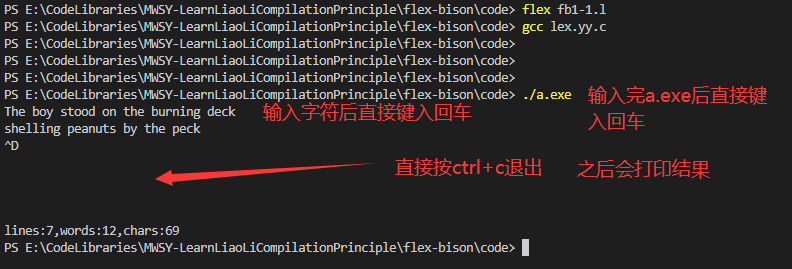 PS E:\CodeLibraries\MWSY-LearnLiaoLiCompilationPrinciple\flex-bison\code> flex fb1-1.l
PS E:\CodeLibraries\MWSY-LearnLiaoLiCompilationPrinciple\flex-bison\code> gcc lex.yy.c
PS E:\CodeLibraries\MWSY-LearnLiaoLiCompilationPrinciple\flex-bison\code>
PS E:\CodeLibraries\MWSY-LearnLiaoLiCompilationPrinciple\flex-bison\code>
PS E:\CodeLibraries\MWSY-LearnLiaoLiCompilationPrinciple\flex-bison\code>
PS E:\CodeLibraries\MWSY-LearnLiaoLiCompilationPrinciple\flex-bison\code> ./a.exe
输入完a.exe后直接键
入回车
The boy stood on the burning deck
输入字符后直接键入回车
shelling peanuts by the peck
^D
直接按ctrl+c退出
之后会打印结果
lines:7,words:12,chars:69
PS E:\CodeLibraries\MWSY-LearnLiaoLiCompilationPrinciple\flex-bison\code>